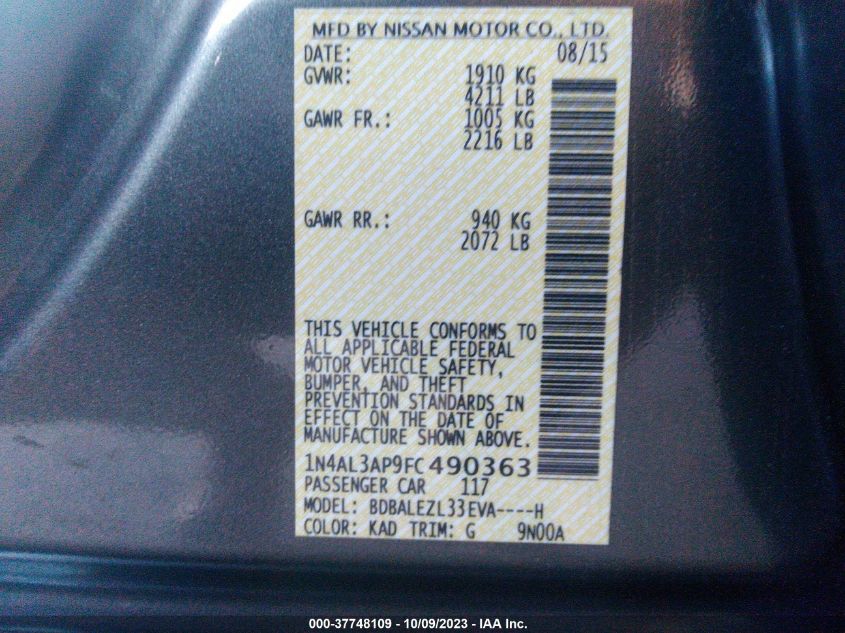 MFD BY NISSAN MOTOR CO., LTD.
DATE: 08/15
GVWR: 1910 KG
4211 LB
GAWR FR.: 1005 KG
2216 LB
GAWR RR.: 940 KG
2072 LB
THIS VEHICLE CONFORMS TO
ALL APPLICABLE FEDERAL
MOTOR VEHICLE SAFETY,
BUMPER, AND THEFT
PREVENTION STANDARDS IN
EFFECT ON THE DATE OF
MANUFACTURE SHOWN ABOVE.
1N4AL3AP9FC490363
PASSENGER CAR 117
MODEL: BDBALEZL33EVA----H
COLOR: KAD TRIM: G 9N00A
000-37748109 - 10/09/2023 - IAA Inc.